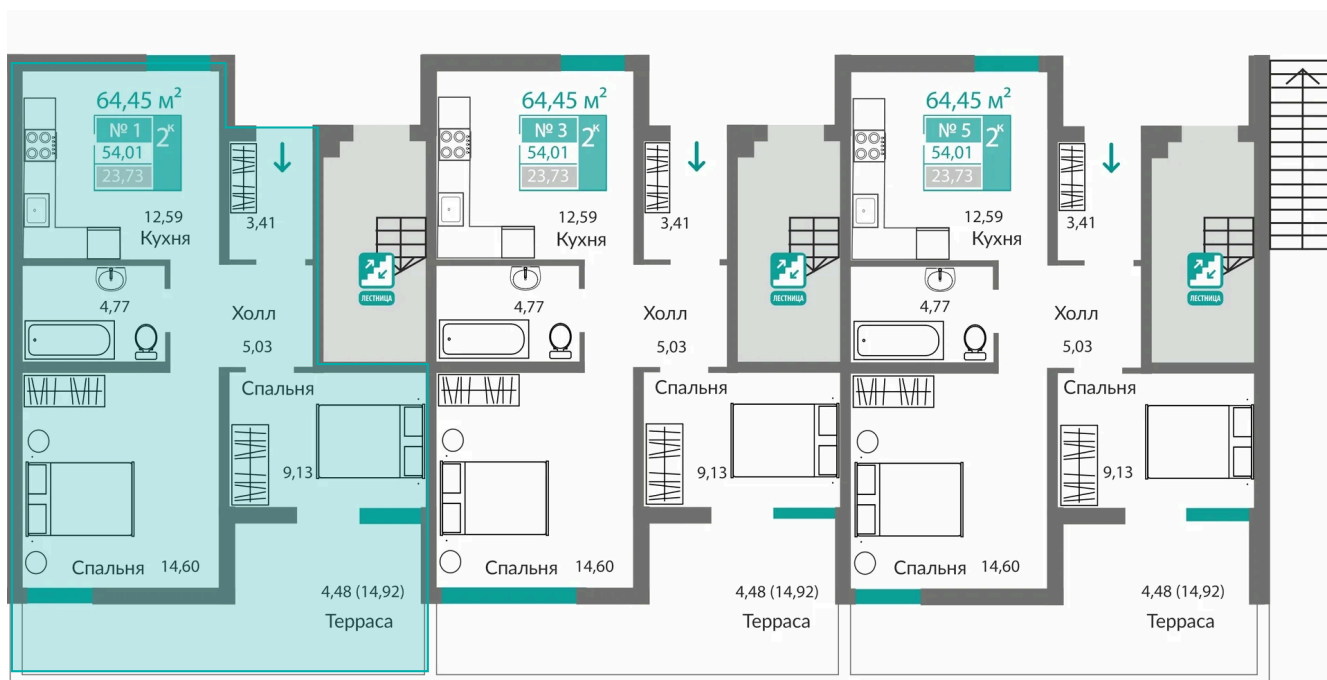 64,45 м²
№ 1
2ᴷ
54,01
23,73
12,59
Кухня
3,41
4,77
ЛЕСТНИЦА
Холл
5,03
Спальня
9,13
Спальня 14,60
4,48 (14,92)
Терраса
64,45 м²
№ 3
2ᴷ
54,01
23,73
12,59
Кухня
3,41
4,77
ЛЕСТНИЦА
Холл
5,03
Спальня
9,13
Спальня 14,60
4,48 (14,92)
Терраса
64,45 м²
№ 5
2ᴷ
54,01
23,73
12,59
Кухня
3,41
4,77
ЛЕСТНИЦА
Холл
5,03
Спальня
9,13
Спальня 14,60
4,48 (14,92)
Терраса